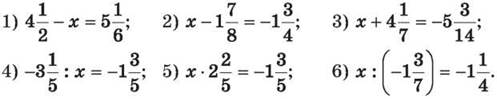 1) 4 1/2 − x = 5 1/6; 2) x − 1 7/8 = −1 3/4; 3) x + 4 1/7 = −5 3/14;
4) −3 1/5 : x = −1 3/5; 5) x · 2 2/5 = −1 3/5; 6) x : (−1 3/7) = −1 1/4.